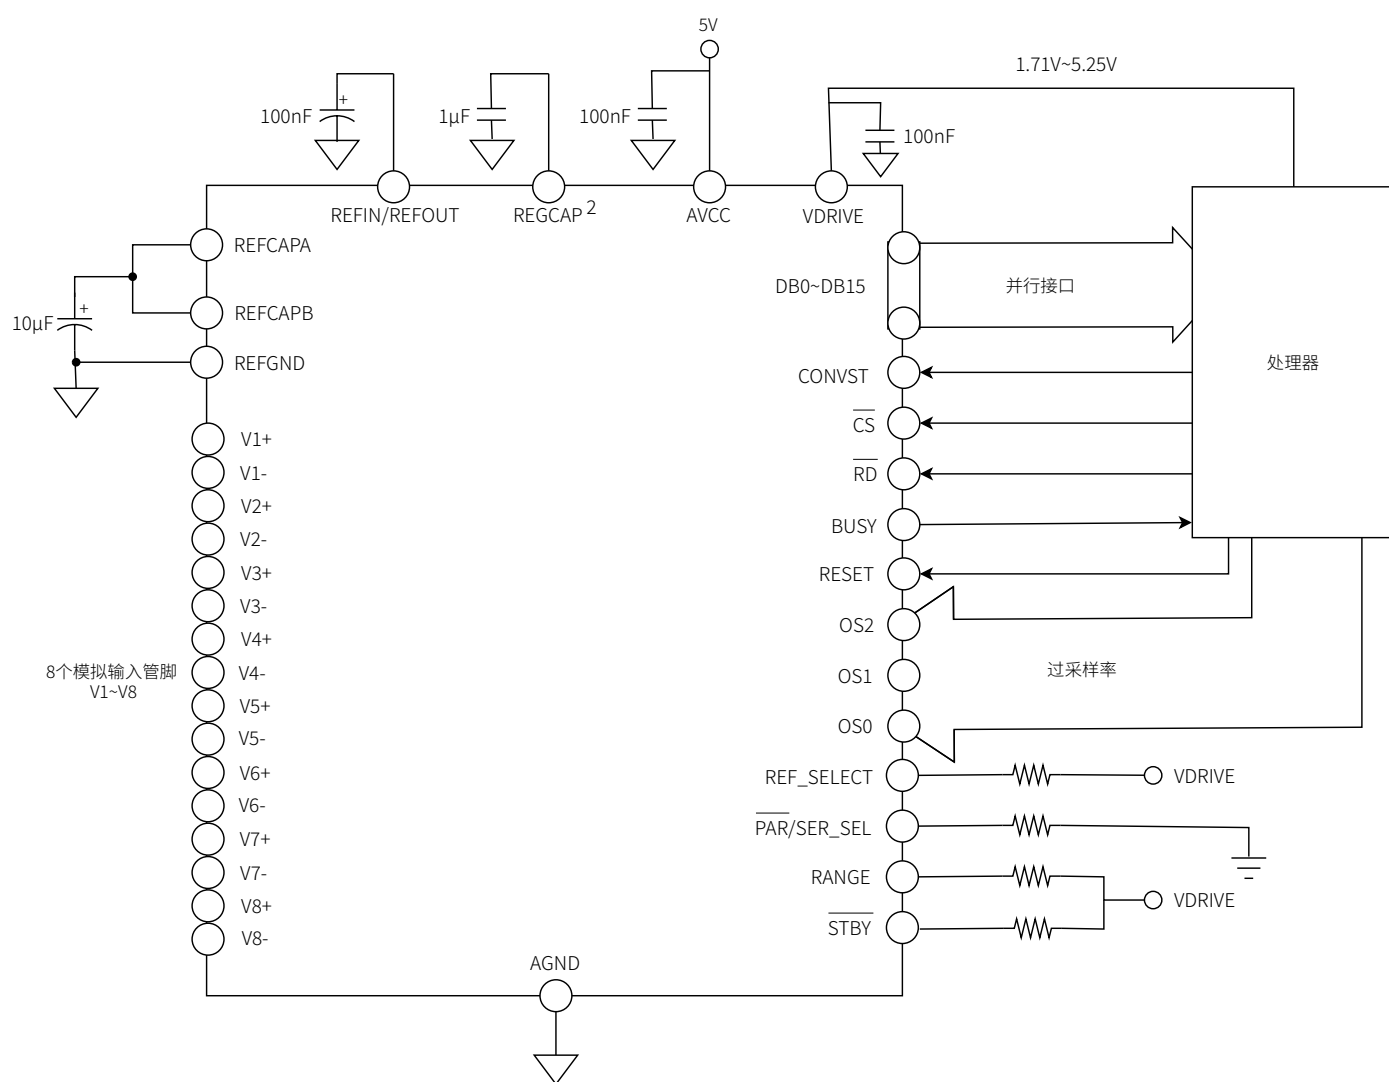 5V
1.71V~5.25V
100nF
+
1μF
100nF
100nF
REFIN/REFOUT
REGCAP 2
AVCC
VDRIVE
REFCAPA
REFCAPB
REFGND
10μF
+
V1+
V1-
V2+
V2-
V3+
V3-
V4+
V4-
V5+
V5-
V6+
V6-
V7+
V7-
V8+
V8-
8个模拟输入管脚
V1~V8
AGND
DB0~DB15
并行接口
处理器
CONVST
CS
RD
BUSY
RESET
OS2
OS1
过采样率
OS0
REF_SELECT
VDRIVE
PAR/SER_SEL
RANGE
VDRIVE
STBY